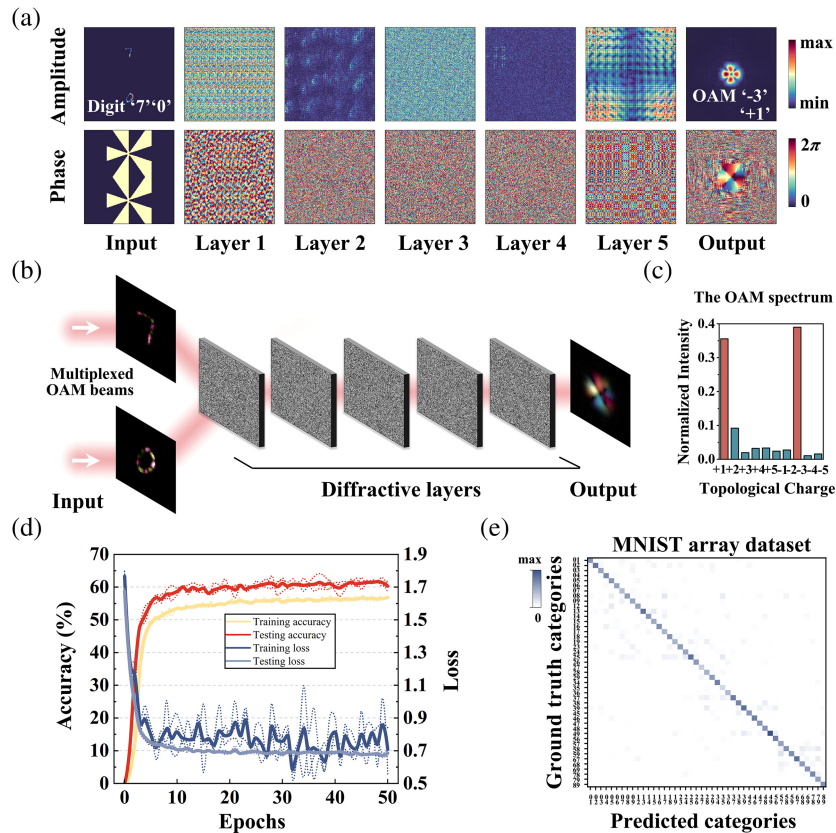 (a)
Amplitude
Digit ‘7’‘0’
OAM ‘-3’
‘+1’
max
min
Phase
2π
0
Input
Layer 1
Layer 2
Layer 3
Layer 4
Layer 5
Output
(b)
Multiplexed
OAM beams
Input
Diffractive layers
Output
(c)
The OAM spectrum
Normalized Intensity
0.4
0.3
0.2
0.1
0.0
+1+2+3+4+5-1-2-3-4-5
Topological Charge
(d)
Accuracy (%)
70
60
50
40
30
20
10
0
Training accuracy
Testing accuracy
Training loss
Testing loss
1.9
1.7
1.5
1.3
1.1
0.9
0.7
0.5
Loss
0 10 20 30 40 50
Epochs
(e)
MNIST array dataset
max
0
Ground truth categories
Predicted categories